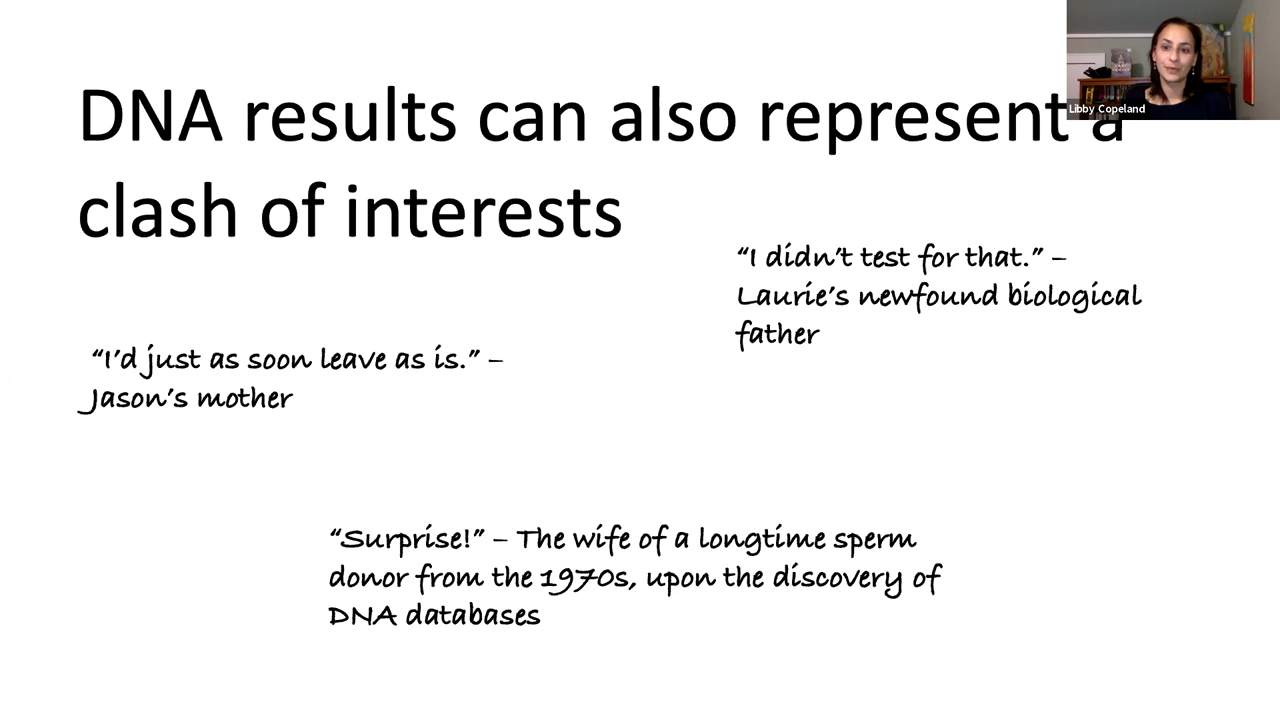 DNA results can also represent a
clash of interests
Libby Copeland
“I didn’t test for that.” –
Laurie’s newfound biological
father
“I’d just as soon leave as is.” –
Jason’s mother
“Surprise!” – The wife of a longtime sperm
donor from the 1970s, upon the discovery of
DNA databases